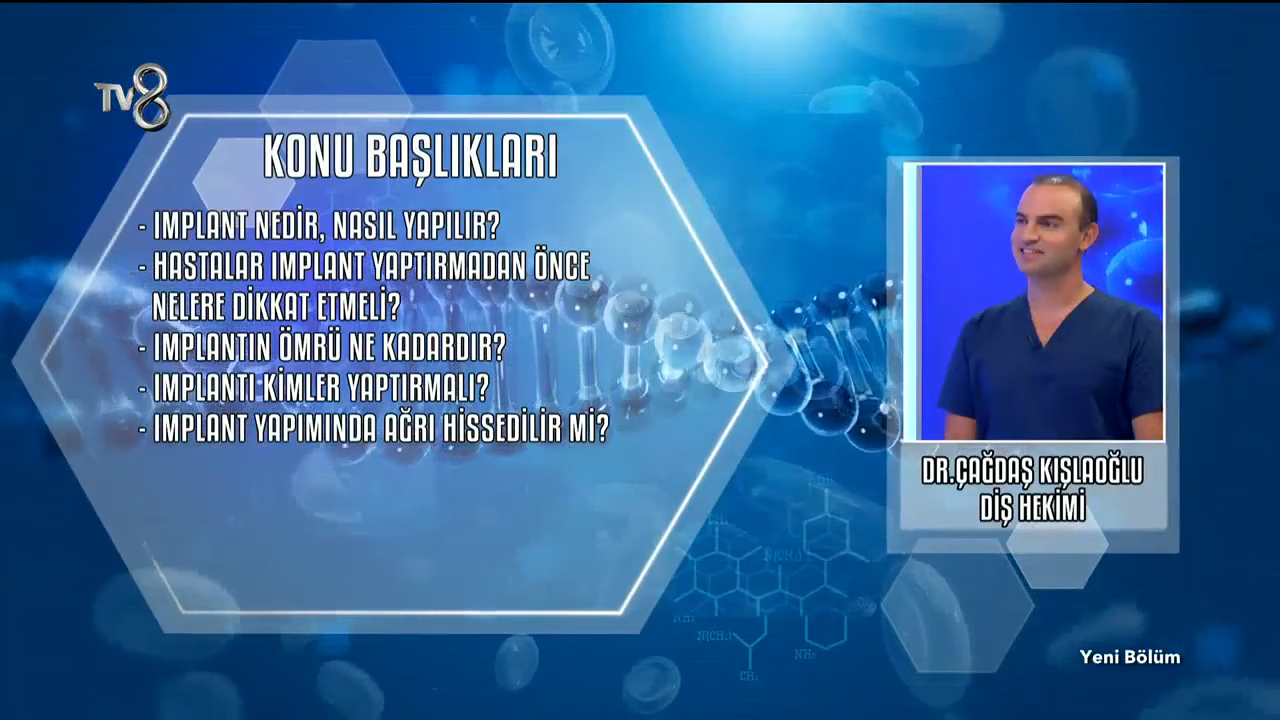 TV8
KONU BAŞLIKLARI
- IMPLANT NEDİR, NASIL YAPILIR?
- HASTALAR IMPLANT YAPTIRMADAN ÖNCE
NELERE DİKKAT ETMELİ?
- IMPLANTIN ÖMRÜ NE KADARDIR?
- IMPLANTI KİMLER YAPTIRMALI?
- IMPLANT YAPIMINDA AĞRI HİSSEDİLİR Mİ?
DR.ÇAĞDAŞ KIŞLAOĞLU
DİŞ HEKİMİ
Yeni Bölüm